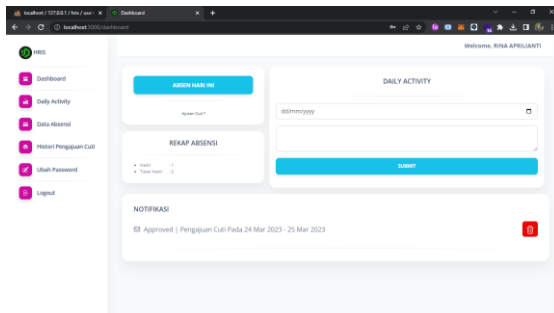 localhost / 127.0.0.1 / hris / user
Dashboard
localhost:3000/dashboard
HRIS
Welcome, RINA APRILIANTI
Dashboard
Daily Activity
Data Absensi
Histori Pengajuan Cuti
Ubah Password
Logout
ABSEN HARI INI
Ajukan Cuti?
REKAP ABSENSI
Hadir : 1
Tidak Hadir : 2
DAILY ACTIVITY
dd/mm/yyyy
SUBMIT
NOTIFIKASI
Approved | Pengajuan Cuti Pada 24 Mar 2023 - 25 Mar 2023